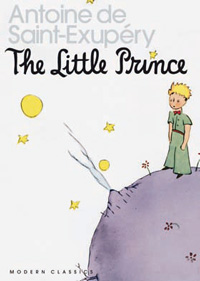 Antoine de
Saint-Exupéry
The Little Prince
MODERN CLASSICS